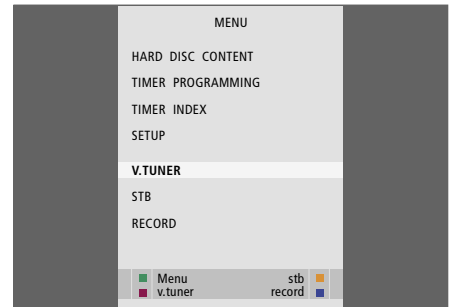 MENU
HARD DISC CONTENT
TIMER PROGRAMMING
TIMER INDEX
SETUP
V.TUNER
STB
RECORD
Menu stb
v.tuner record